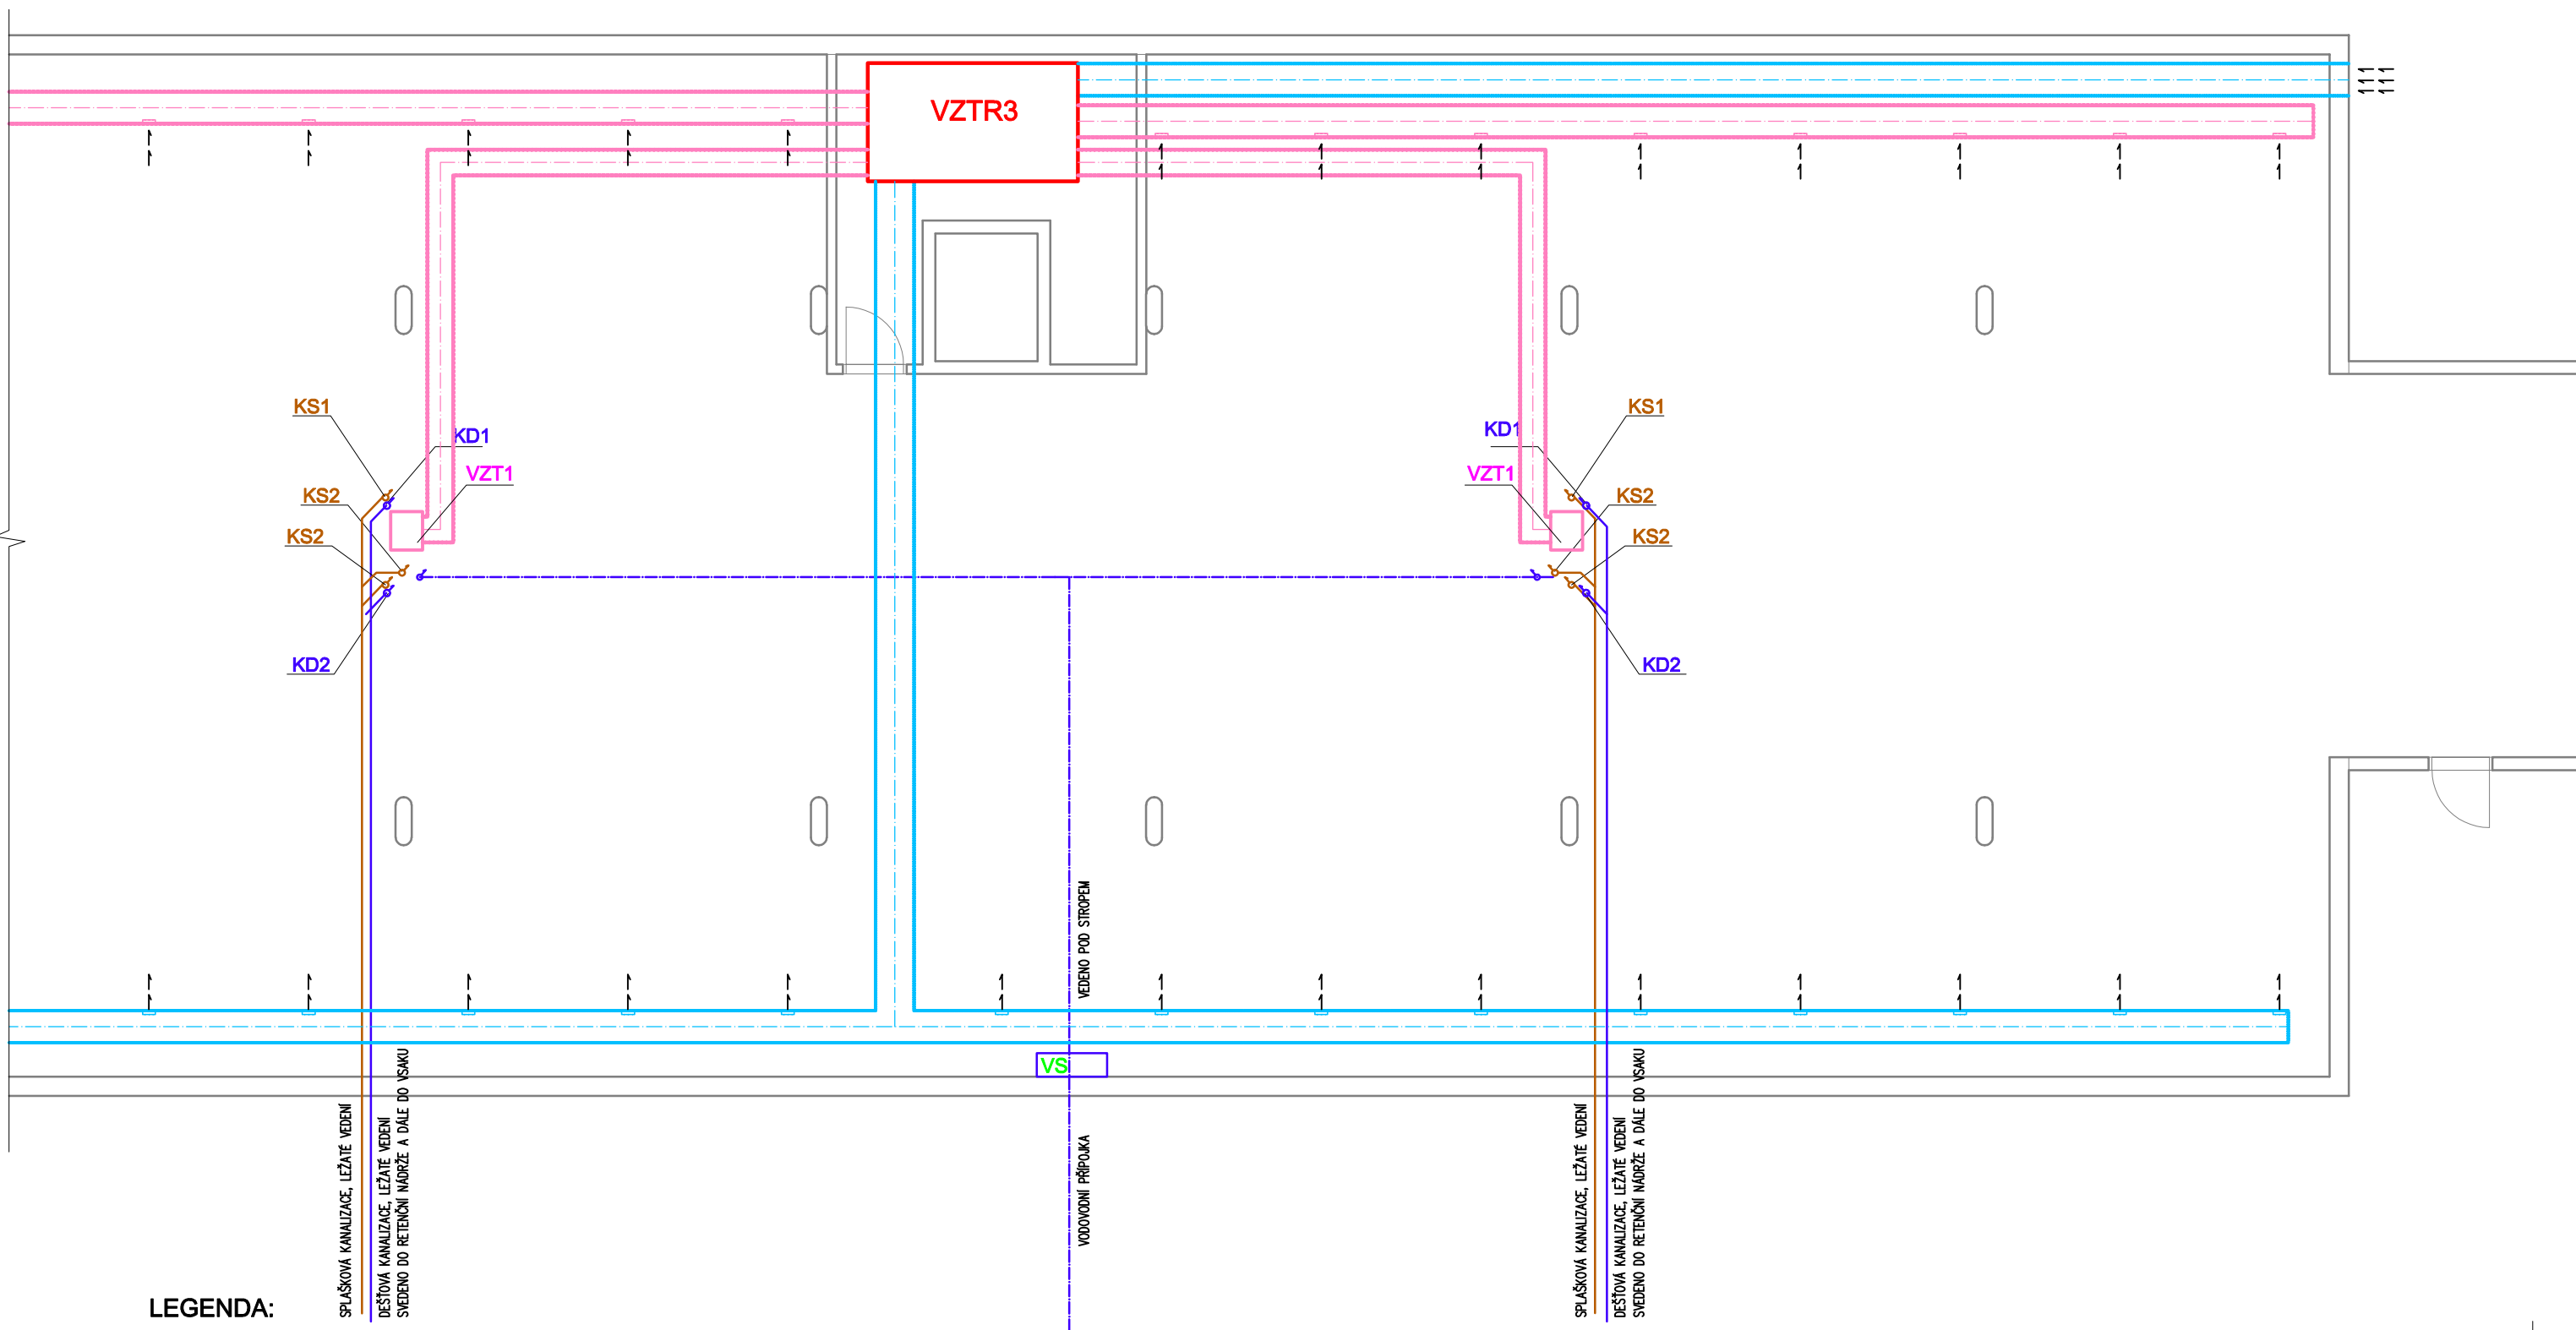 VZTR3
KS1
KD1
VZT1
KS2
KS2
KD2
KD1
KS1
VZT1
KS2
KS2
KD2
VEDENO POD STROPEM
VS
VODOVODNÍ PŘÍPOJKA
SPLAŠKOVÁ KANALIZACE, LEŽATÉ VEDENÍ
DEŠŤOVÁ KANALIZACE, LEŽATÉ VEDENÍ
SVEDENO DO RETENČNÍ NÁDRŽE A DÁLE DO VSAKU
SPLAŠKOVÁ KANALIZACE, LEŽATÉ VEDENÍ
DEŠŤOVÁ KANALIZACE, LEŽATÉ VEDENÍ
SVEDENO DO RETENČNÍ NÁDRŽE A DÁLE DO VSAKU
LEGENDA: